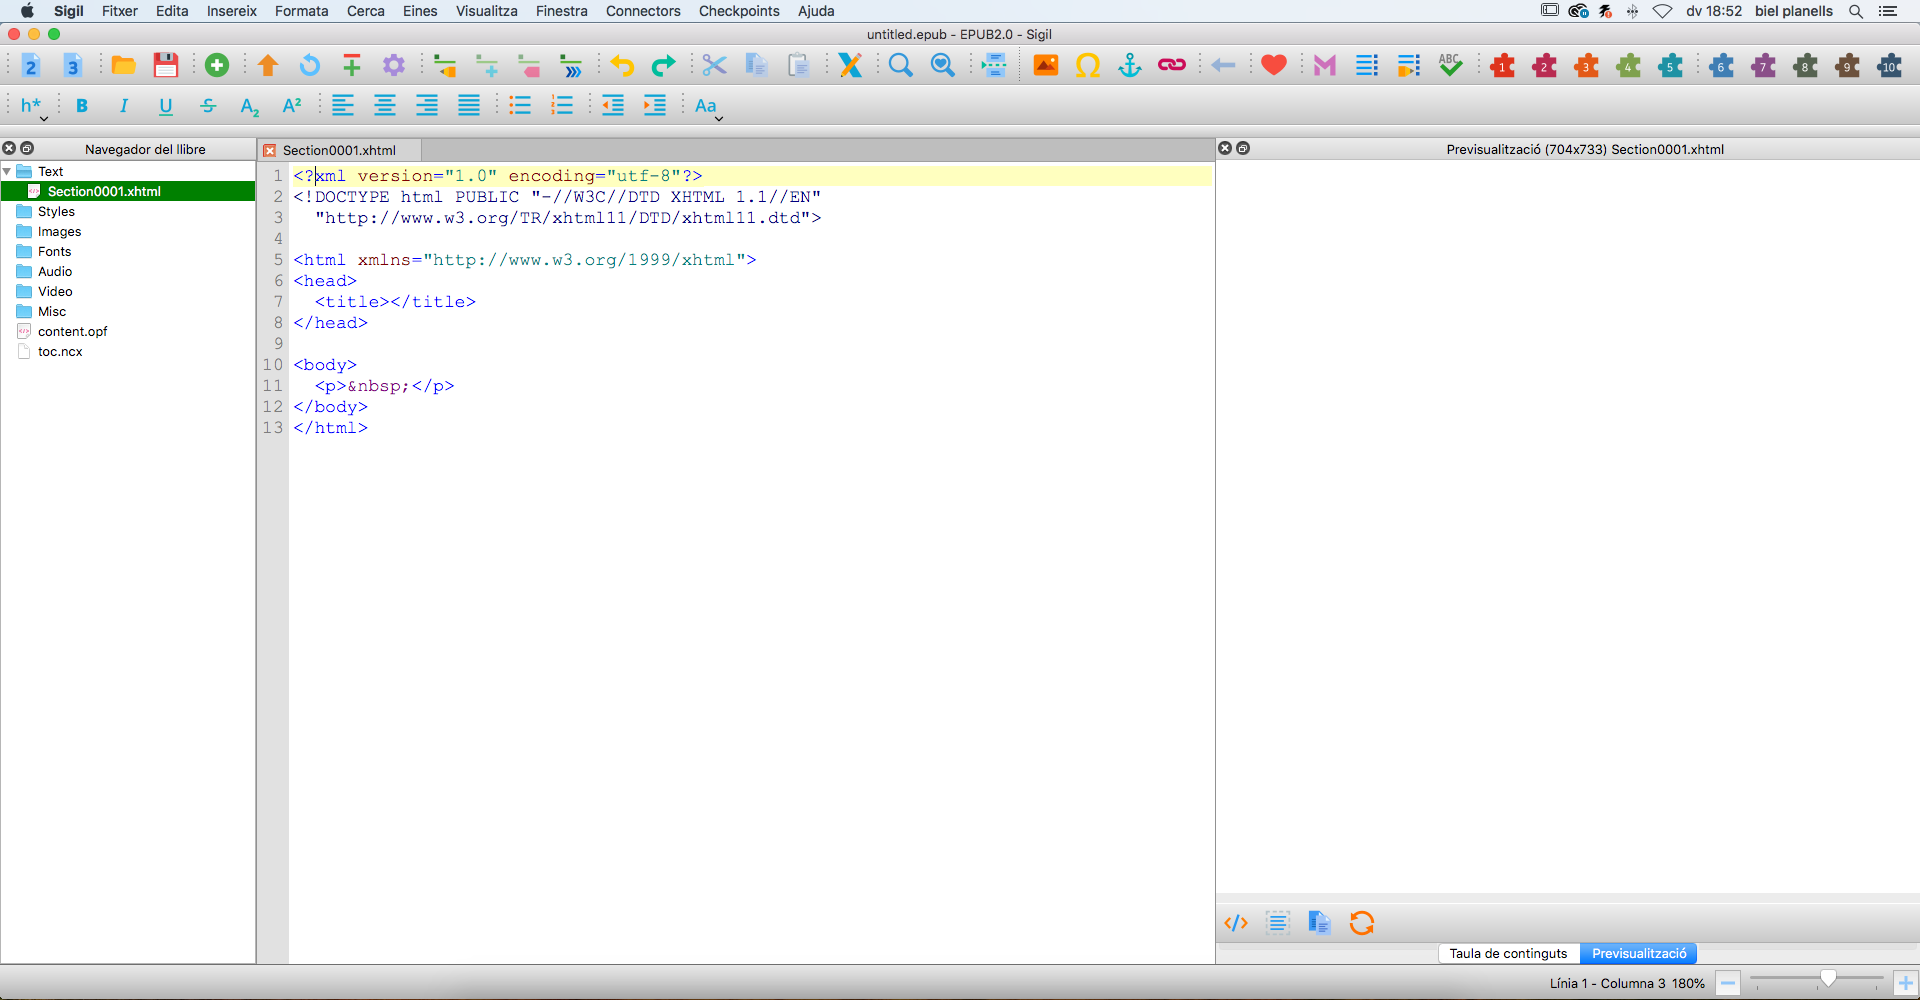 Sigil Fitxer Edita Insereix Formata Cerca Eines Visualitza Finestra Connectors Checkpoints Ajuda dv 18:52 biel planells
untitled.epub - EPUB2.0 - Sigil
2 3 ABC 1 2 3 4 5 6 7 8 9 10
h* B I U S A2 A2 Aa
Navegador del llibre
Text
Section0001.xhtml
Styles
Images
Fonts
Audio
Video
Misc
content.opf
toc.ncx
Section0001.xhtml
1 <?xml version="1.0" encoding="utf-8"?>
2 <!DOCTYPE html PUBLIC "-//W3C//DTD XHTML 1.1//EN"
3 "http://www.w3.org/TR/xhtml11/DTD/xhtml11.dtd">
4
5 <html xmlns="http://www.w3.org/1999/xhtml">
6 <head>
7 <title></title>
8 </head>
9
10 <body>
11 <p>&nbsp;</p>
12 </body>
13 </html>
Previsualització (704x733) Section0001.xhtml
Taula de continguts Previsualització
Línia 1 - Columna 3 180%